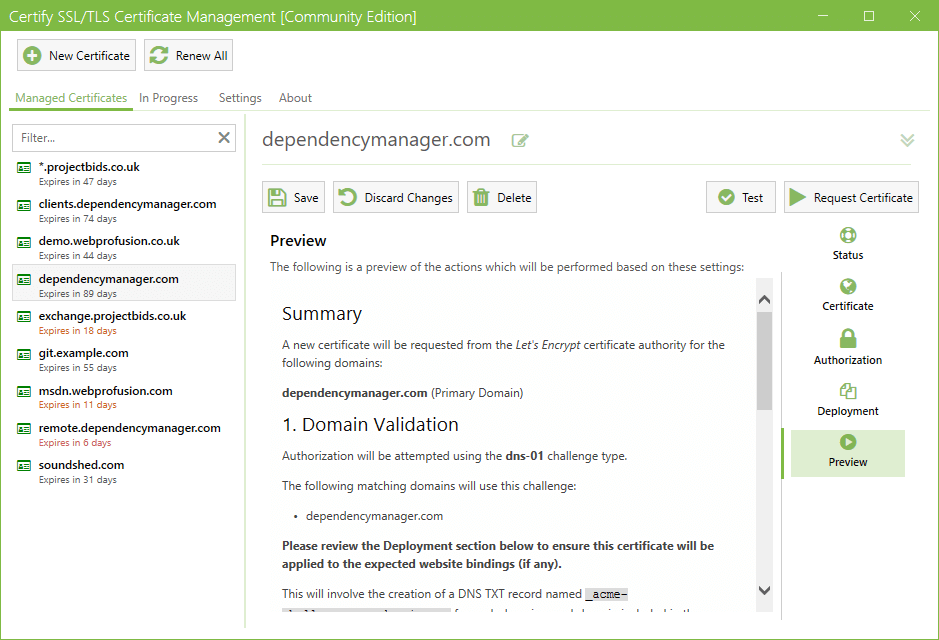 Certify SSL/TLS Certificate Management [Community Edition]
New Certificate
Renew All
Managed Certificates
In Progress
Settings
About
Filter...
*.projectbids.co.uk
Expires in 47 days
clients.dependencymanager.com
Expires in 74 days
demo.webprofusion.co.uk
Expires in 44 days
dependencymanager.com
Expires in 89 days
exchange.projectbids.co.uk
Expires in 18 days
git.example.com
Expires in 55 days
msdn.webprofusion.com
Expires in 11 days
remote.dependencymanager.com
Expires in 6 days
soundshed.com
Expires in 31 days
dependencymanager.com
Save
Discard Changes
Delete
Test
Request Certificate
Preview
The following is a preview of the actions which will be performed based on these settings:
Summary
A new certificate will be requested from the Let's Encrypt certificate authority for the
following domains:
dependencymanager.com (Primary Domain)
1. Domain Validation
Authorization will be attempted using the dns-01 challenge type.
The following matching domains will use this challenge:
• dependencymanager.com
Please review the Deployment section below to ensure this certificate will be
applied to the expected website bindings (if any).
This will involve the creation of a DNS TXT record named _acme-
Status
Certificate
Authorization
Deployment
Preview